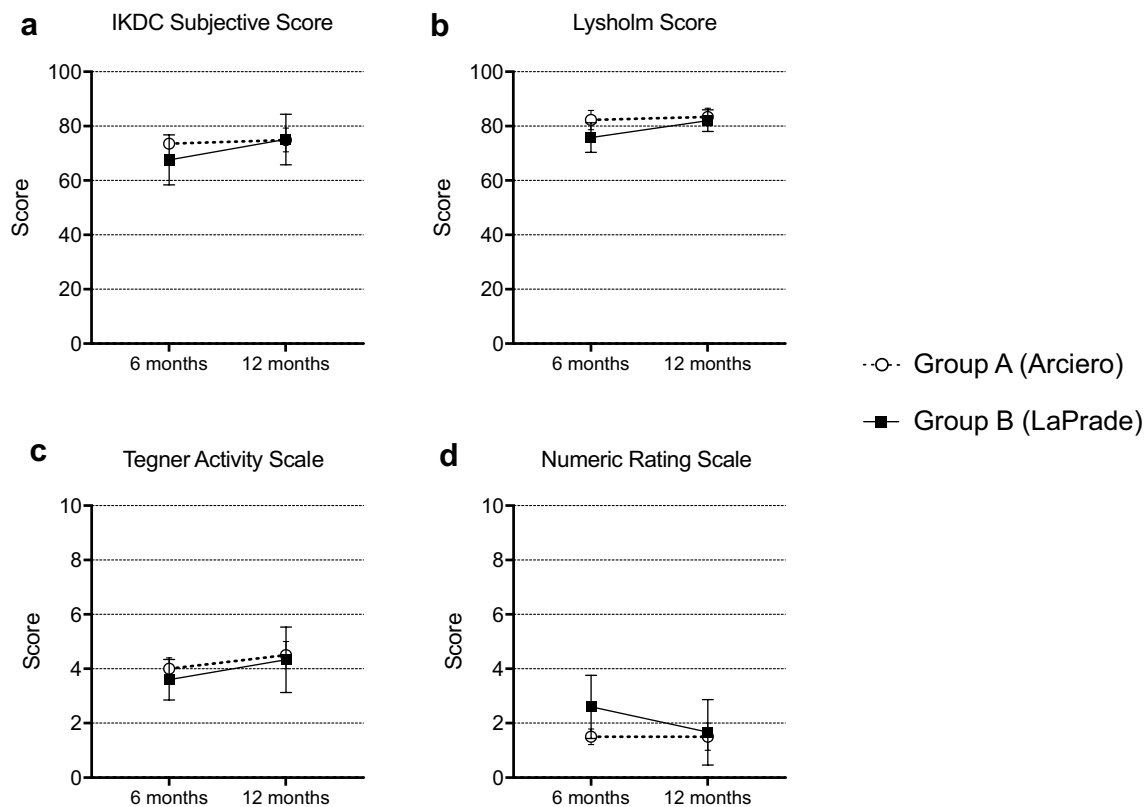 a IKDC Subjective Score
100
80
60
40
20
0
Score
6 months 12 months
b Lysholm Score
100
80
60
40
20
0
Score
6 months 12 months
Group A (Arciero)
Group B (LaPrade)
c Tegner Activity Scale
10
8
6
4
2
0
Score
6 months 12 months
d Numeric Rating Scale
10
8
6
4
2
0
Score
6 months 12 months